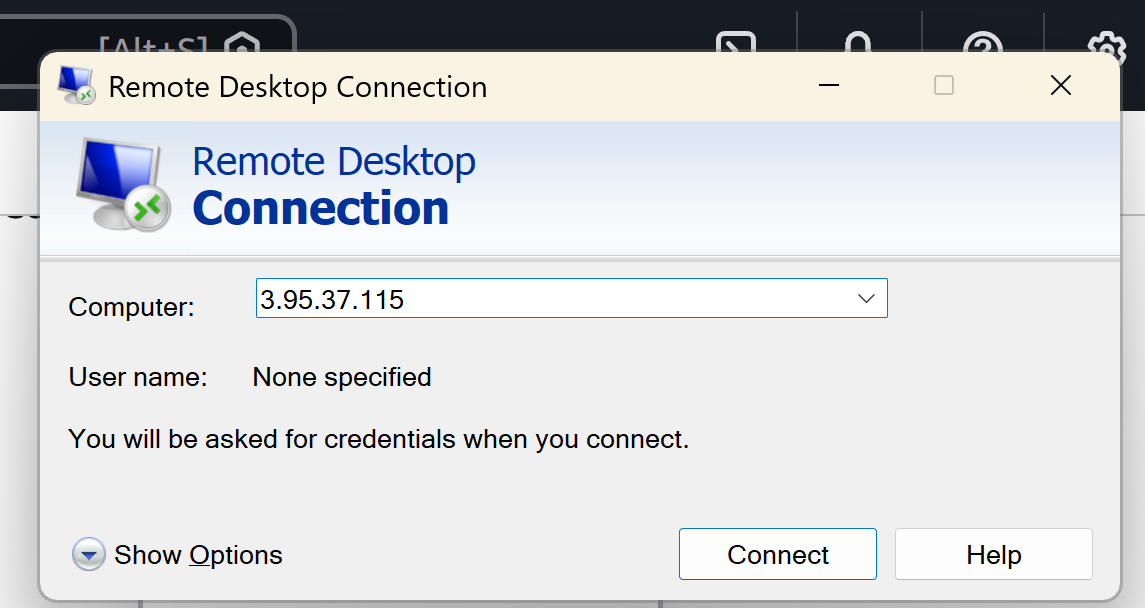 [Alt+S]
Remote Desktop Connection
Remote Desktop
Connection
Computer:
3.95.37.115
User name:
None specified
You will be asked for credentials when you connect.
Show Options
Connect
Help